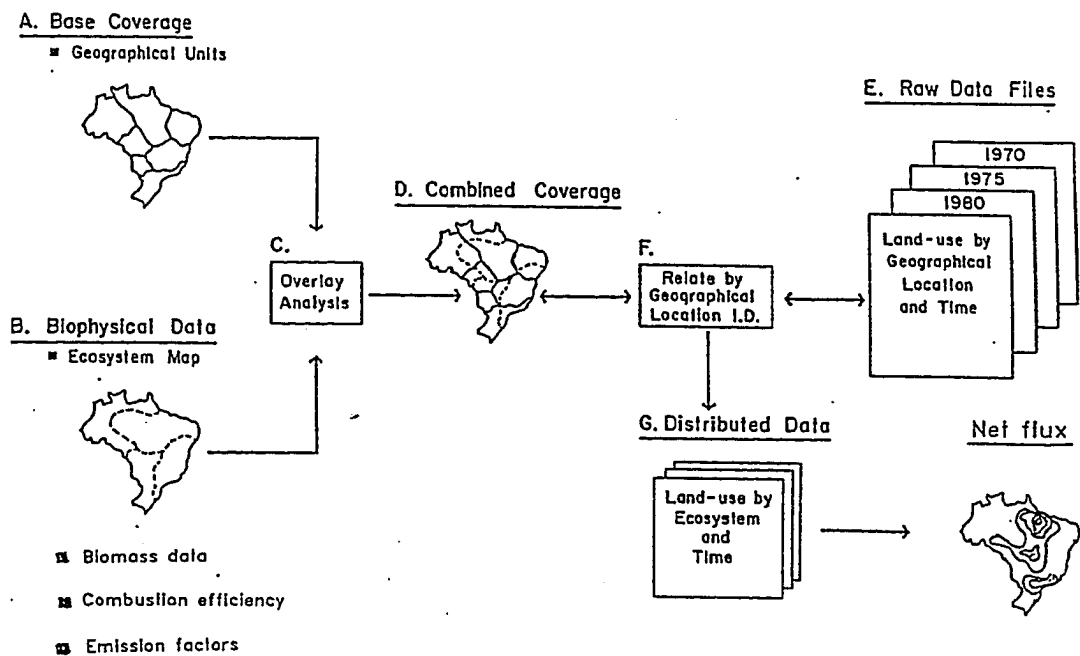 A. Base Coverage
■ Geographical Units
B. Biophysical Data
■ Ecosystem Map
■ Biomass data
■ Combustion efficiency
■ Emission factors
C.
Overlay
Analysis
D. Combined Coverage
E. Raw Data Files
1970
1975
1980
Land-use by
Geographical
Location
and Time
F.
Relate by
Geographical
Location I.D.
G. Distributed Data
Land-use by
Ecosystem
and
Time
Net flux